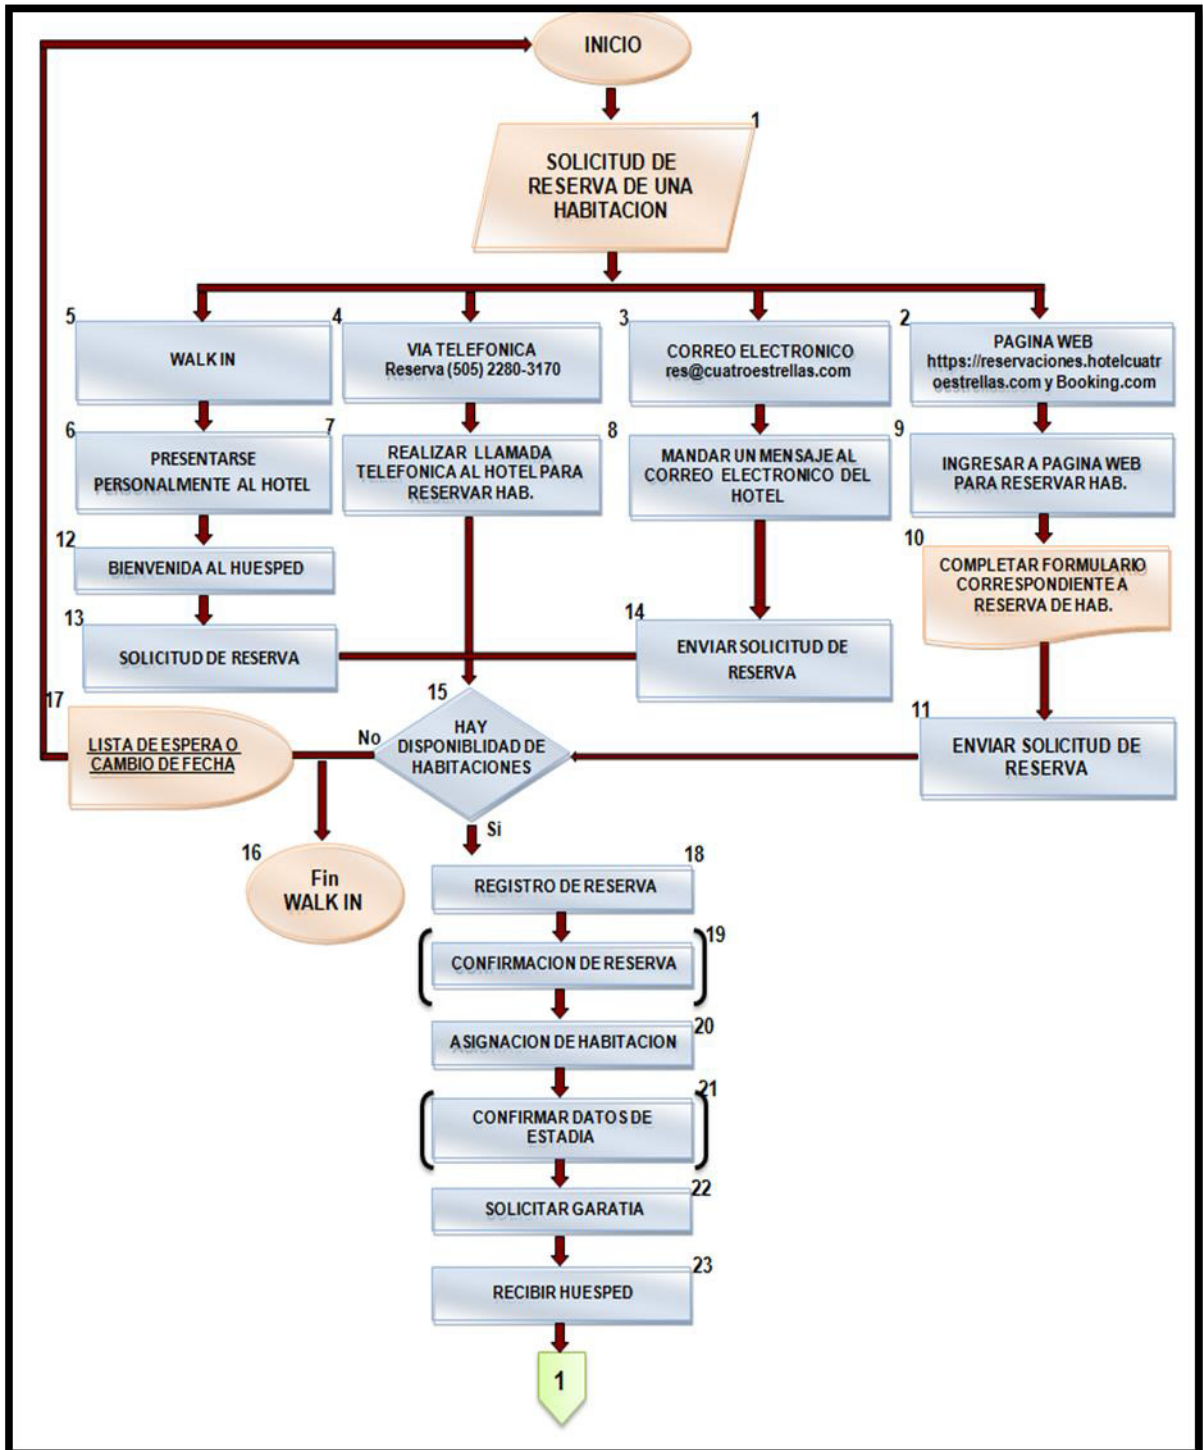 INICIO
1
SOLICITUD DE
RESERVA DE UNA
HABITACION
5
WALK IN
4
VIA TELEFONICA
Reserva (505) 2280-3170
3
CORREO ELECTRONICO
res@cuatroestrellas.com
2
PAGINA WEB
https://reservaciones.hotelcuatr
oestrellas.com y Booking.com
6
PRESENTARSE
PERSONALMENTE AL HOTEL
7
REALIZAR LLAMADA
TELEFONICA AL HOTEL PARA
RESERVAR HAB.
8
MANDAR UN MENSAJE AL
CORREO ELECTRONICO DEL
HOTEL
9
INGRESAR A PAGINA WEB
PARA RESERVAR HAB.
12
BIENVENIDA AL HUESPED
10
COMPLETAR FORMULARIO
CORRESPONDIENTE A
RESERVA DE HAB.
13
SOLICITUD DE RESERVA
14
ENVIAR SOLICITUD DE
RESERVA
17
LISTA DE ESPERA O
CAMBIO DE FECHA
No
15
HAY
DISPONIBLIDAD DE
HABITACIONES
Si
11
ENVIAR SOLICITUD DE
RESERVA
16
Fin
WALK IN
18
REGISTRO DE RESERVA
19
CONFIRMACION DE RESERVA
20
ASIGNACION DE HABITACION
21
CONFIRMAR DATOS DE
ESTADIA
22
SOLICITAR GARATIA
23
RECIBIR HUESPED
1